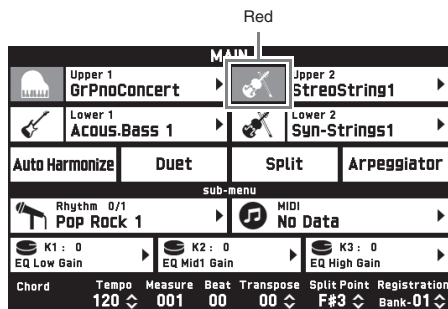 Red
MAIN
Upper 1
GrPnoConcert
Upper 2
StreoString1
Lower 1
Acous.Bass 1
Lower 2
Syn-Strings1
Auto Harmonize Duet Split Arpeggiator
sub-menu
Rhythm 0/1
Pop Rock 1
MIDI
No Data
K1 : 0
EQ Low Gain
K2 : 0
EQ Mid1 Gain
K3 : 0
EQ High Gain
Chord Tempo Measure Beat Transpose Split Point Registration
120 001 00 00 F#3 Bank-01